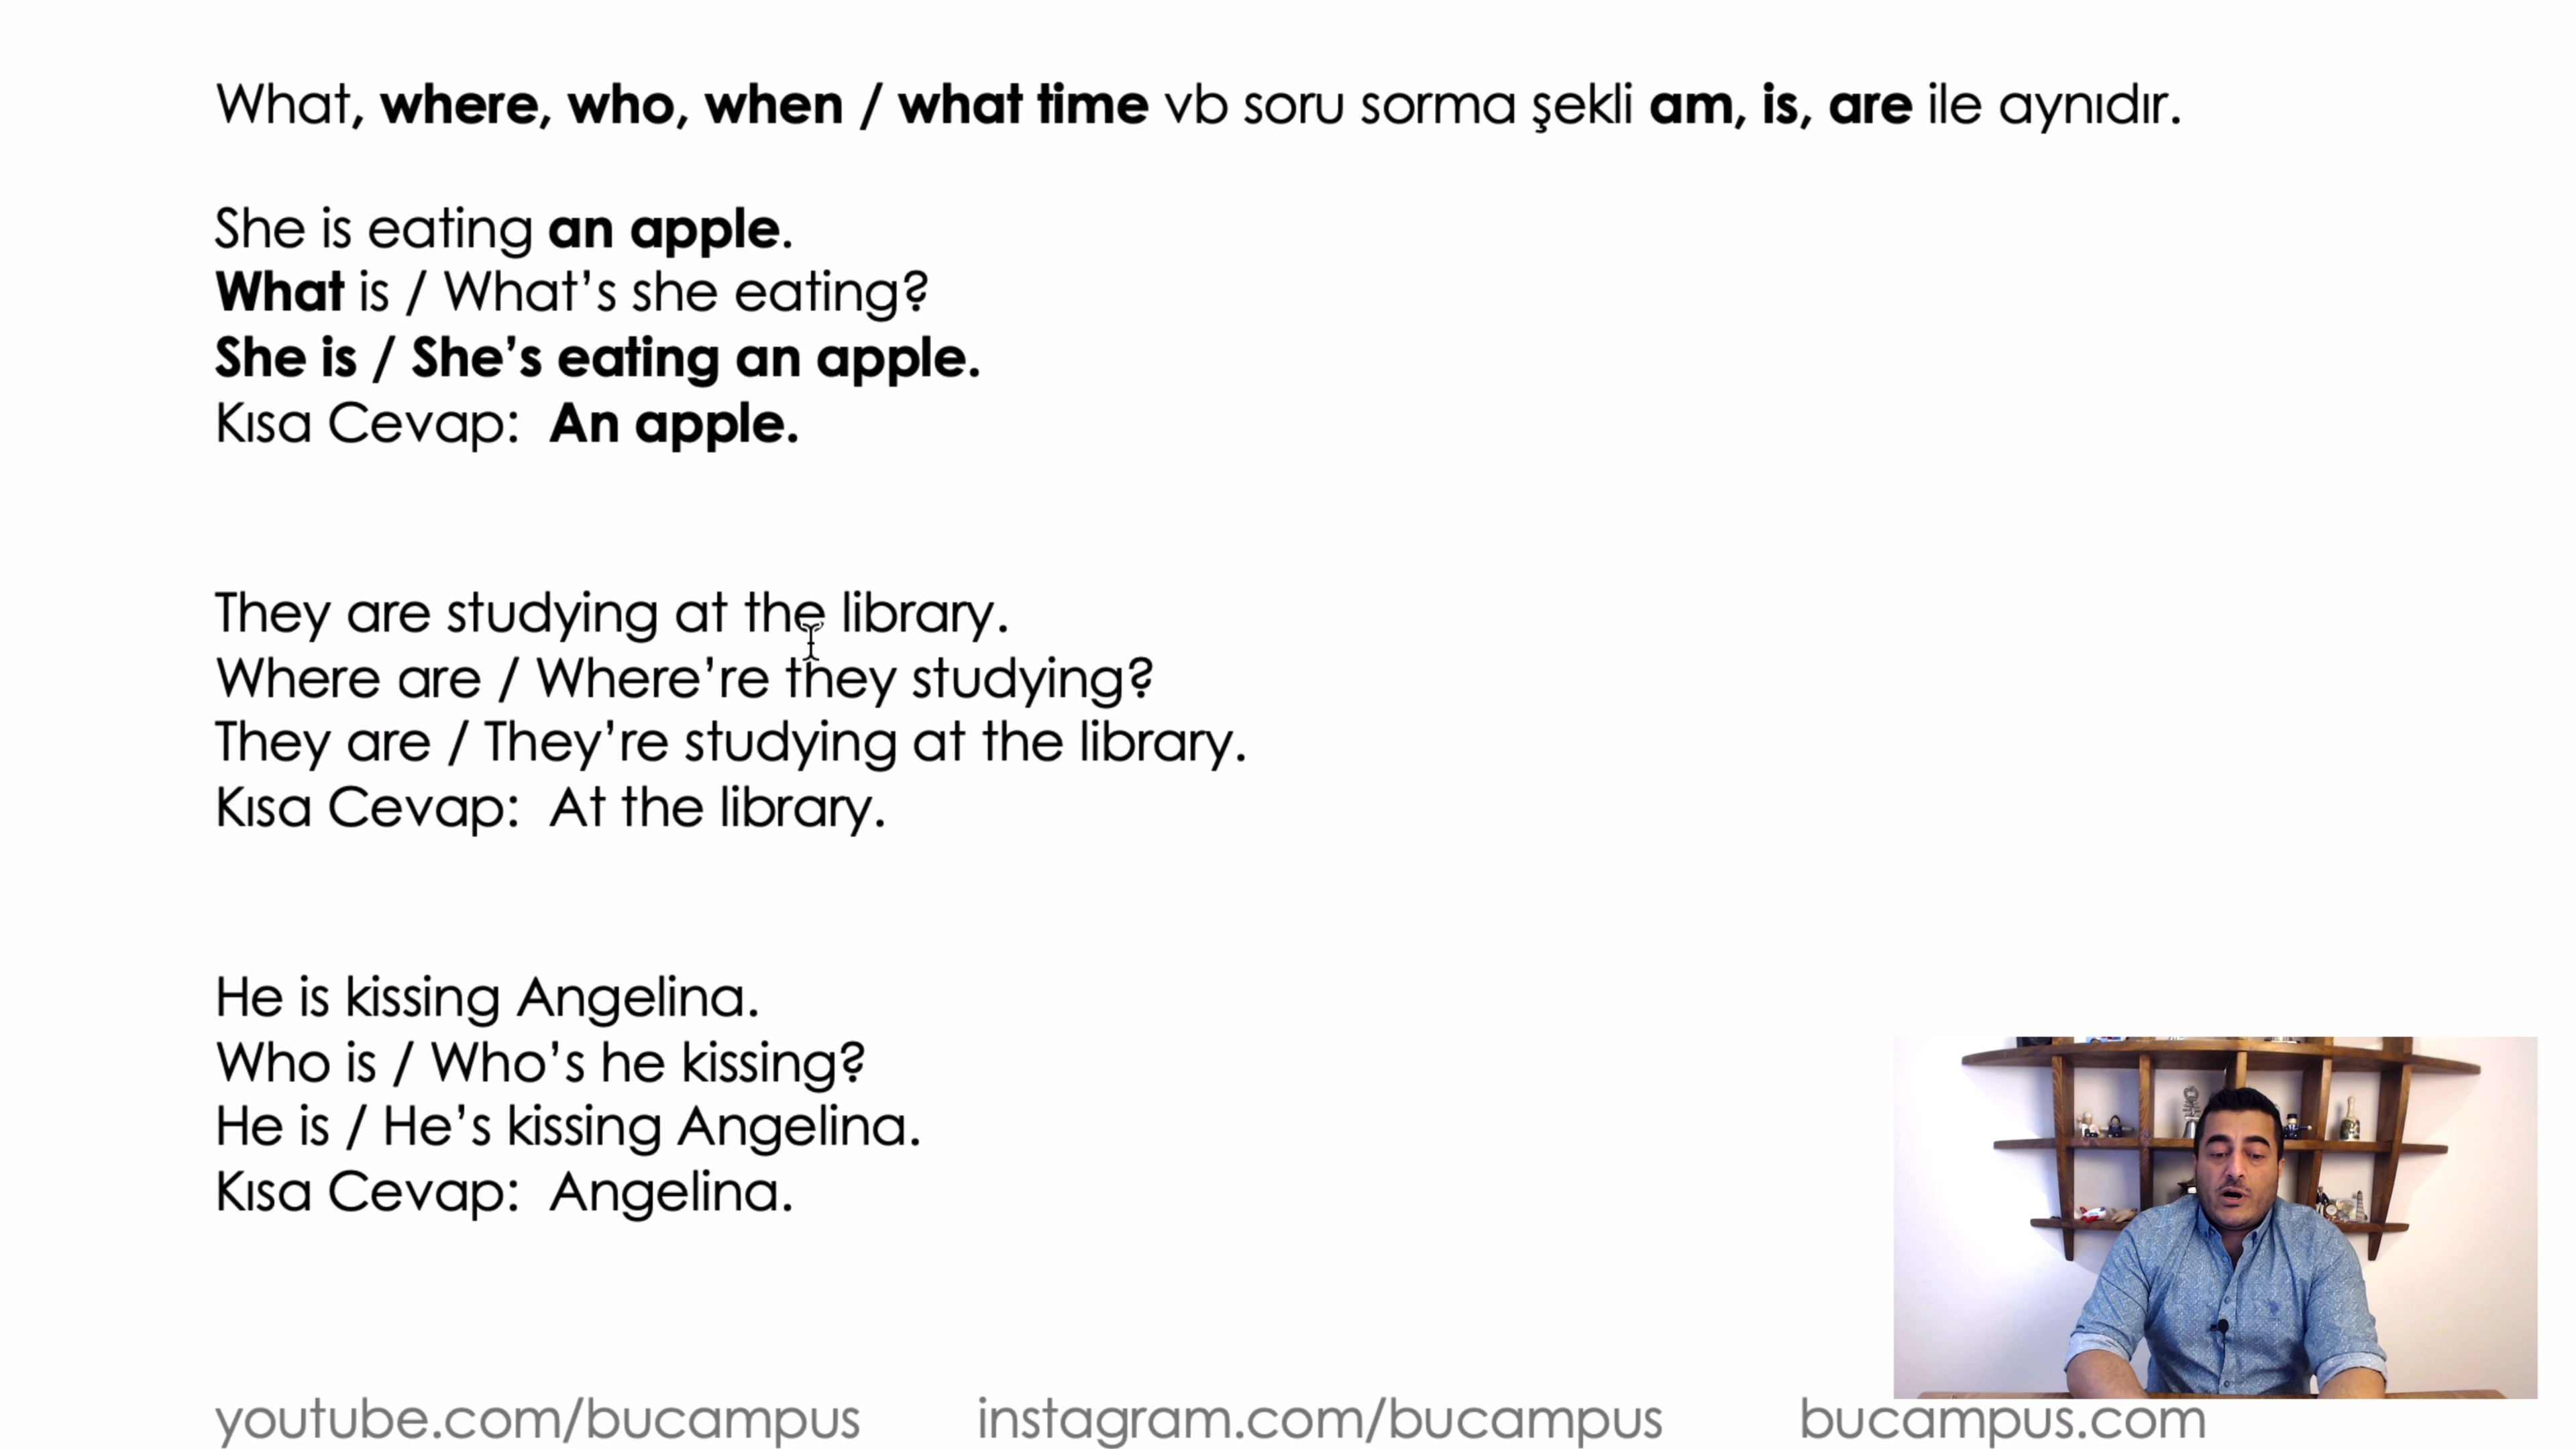 What, where, who, when / what time vb soru sorma şekli am, is, are ile aynıdır.
She is eating an apple.
What is / What’s she eating?
She is / She’s eating an apple.
Kısa Cevap: An apple.
They are studying at the library.
Where are / Where’re they studying?
They are / They’re studying at the library.
Kısa Cevap: At the library.
He is kissing Angelina.
Who is / Who’s he kissing?
He is / He’s kissing Angelina.
Kısa Cevap: Angelina.
youtube.com/bucampus instagram.com/bucampus bucampus.com